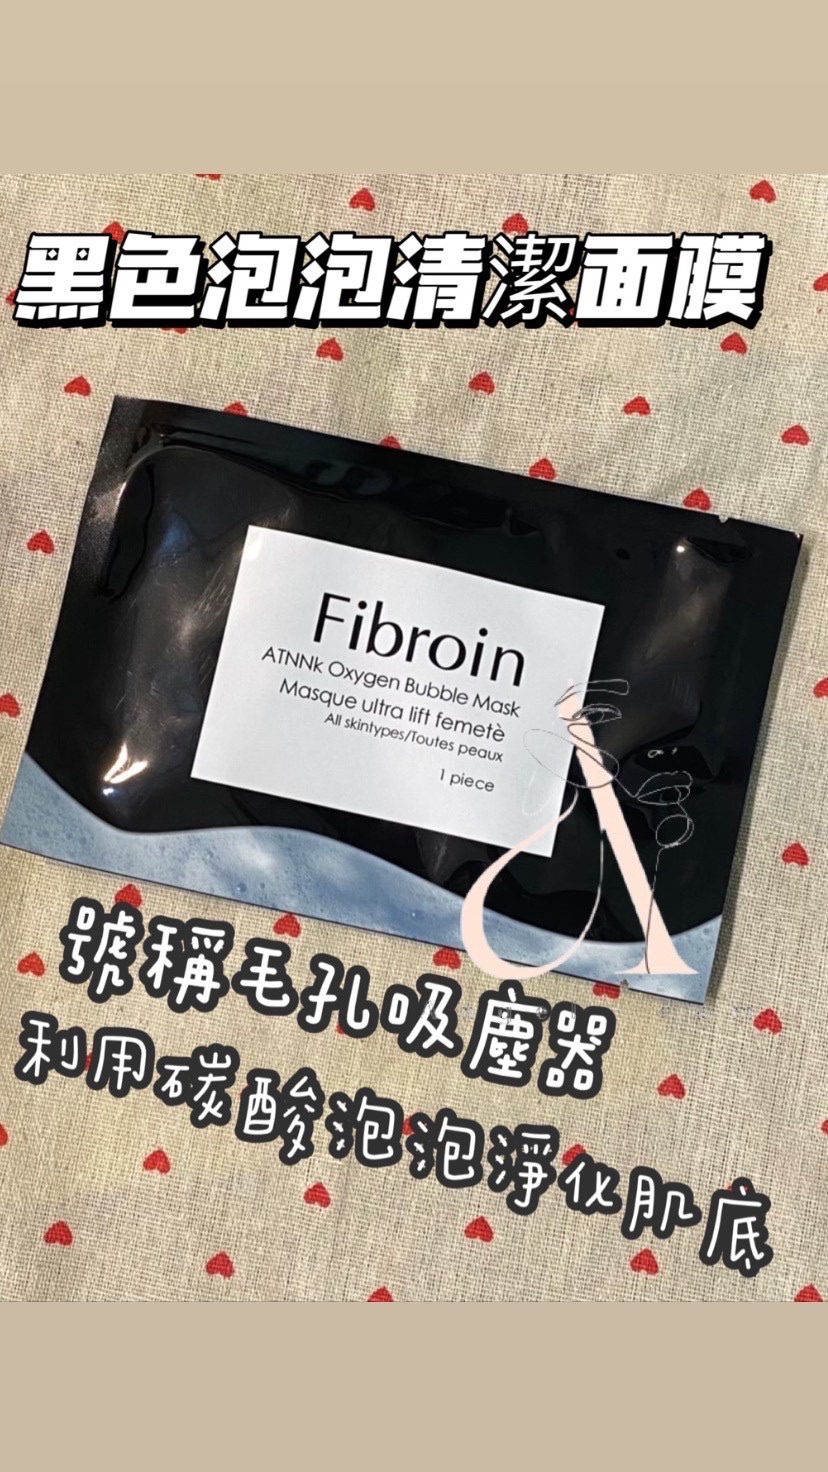 黑色泡泡清潔面膜
Fibroin
ATNNk Oxygen Bubble Mask
Masque ultra lift femetè
All skintypes/Toutes peaux
1 piece
號稱毛孔吸塵器
利用碳酸泡泡淨化肌底